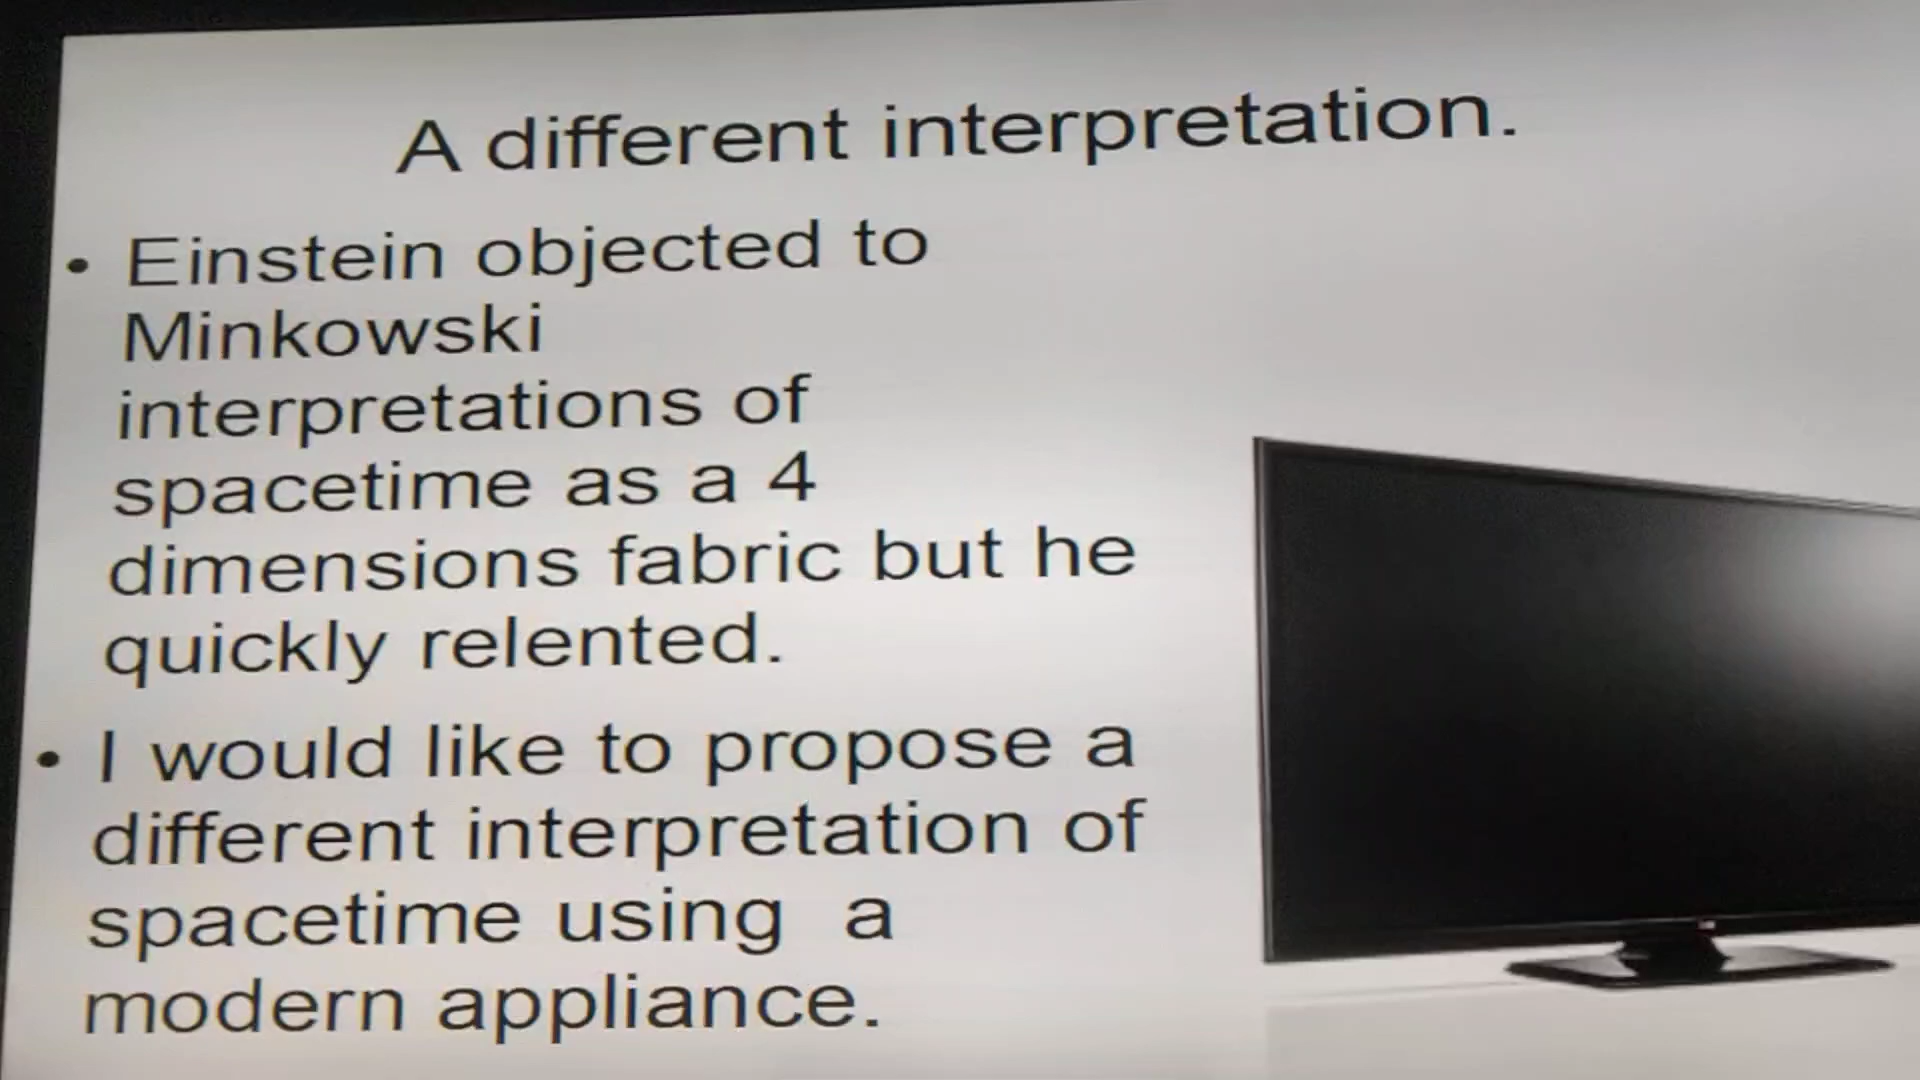 A different interpretation.
• Einstein objected to
Minkowski
interpretations of
spacetime as a 4
dimensions fabric but he
quickly relented.
• I would like to propose a
different interpretation of
spacetime using a
modern appliance.